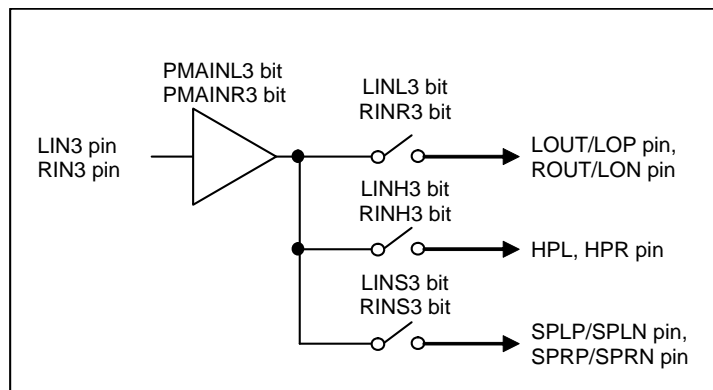 PMAINL3 bit
PMAINR3 bit
LIN3 pin
RIN3 pin
LINL3 bit
RINR3 bit
LOUT/LOP pin,
ROUT/LON pin
LINH3 bit
RINH3 bit
HPL, HPR pin
LINS3 bit
RINS3 bit
SPLP/SPLN pin,
SPRP/SPRN pin